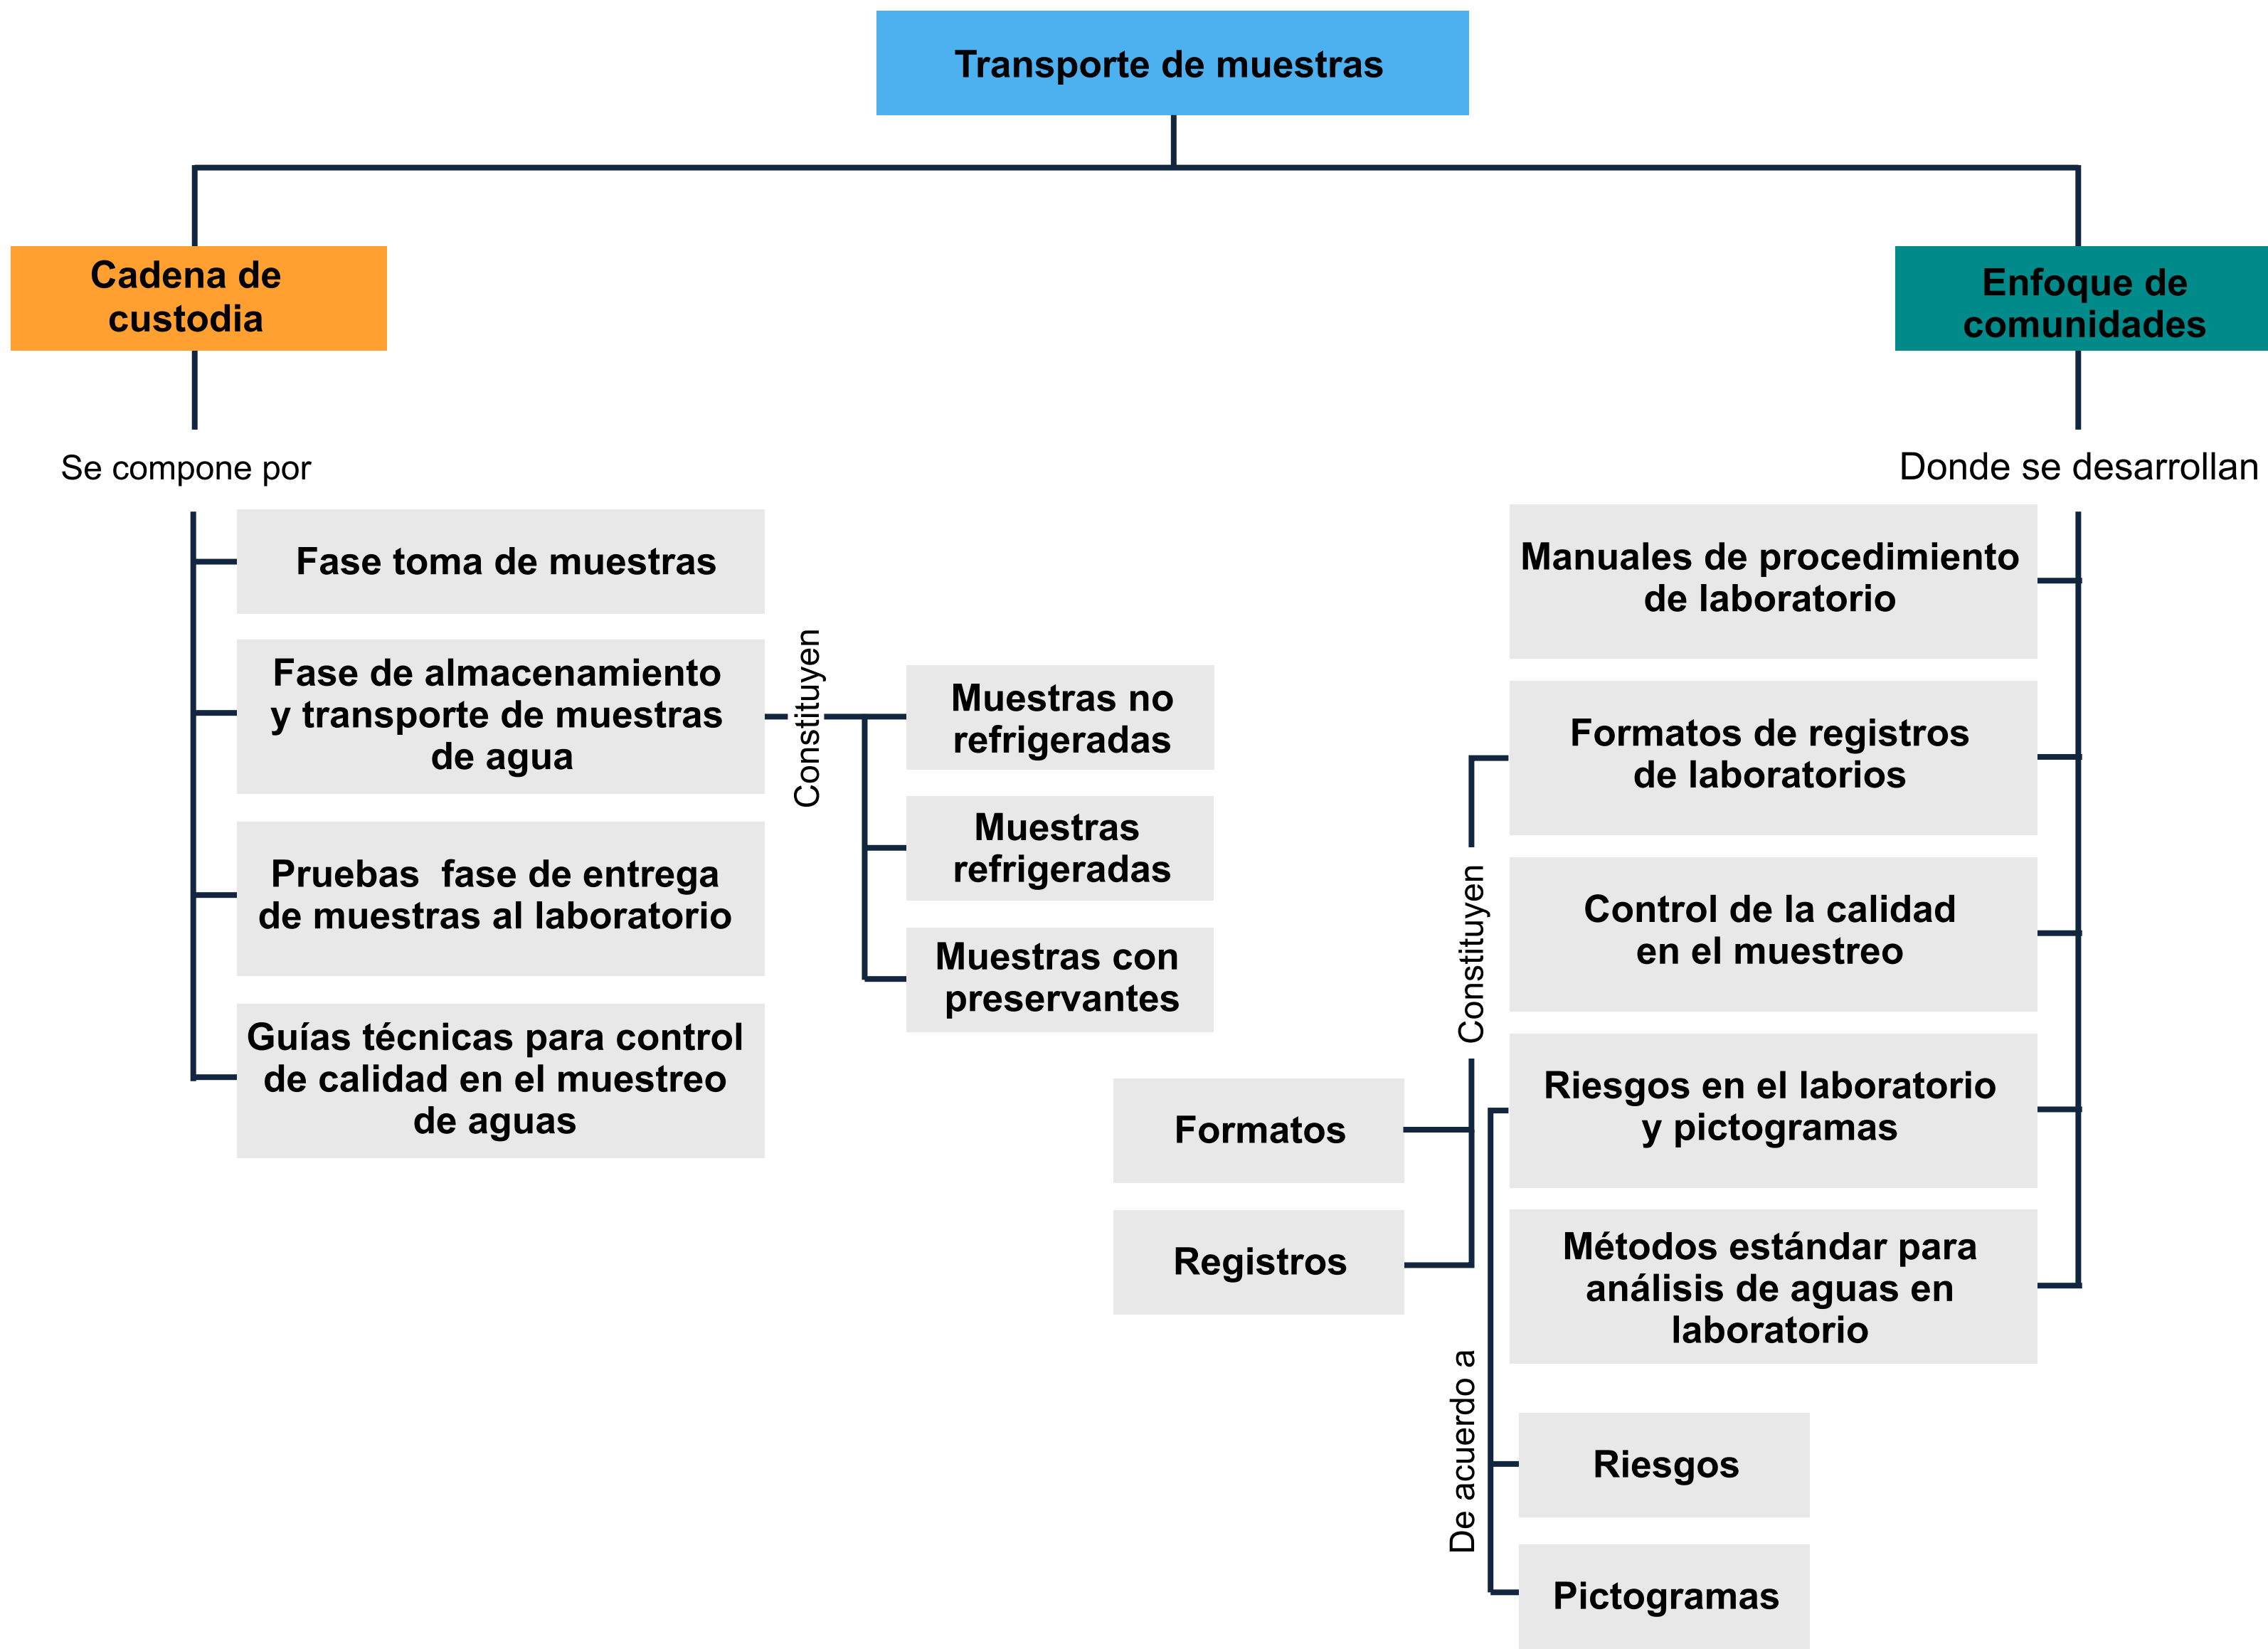 Transporte de muestras
Cadena de
custodia
Se compone por
Fase toma de muestras
Fase de almacenamiento
y transporte de muestras
de agua
Constituyen
Muestras no
refrigeradas
Muestras
refrigeradas
Muestras con
preservantes
Pruebas  fase de entrega
de muestras al laboratorio
Guías técnicas para control
de calidad en el muestreo
de aguas
Enfoque de
comunidades
Donde se desarrollan
Manuales de procedimiento
de laboratorio
Formatos de registros
de laboratorios
Constituyen
Formatos
Registros
Control de la calidad
en el muestreo
Riesgos en el laboratorio
y pictogramas
De acuerdo a
Riesgos
Pictogramas
Métodos estándar para
análisis de aguas en
laboratorio